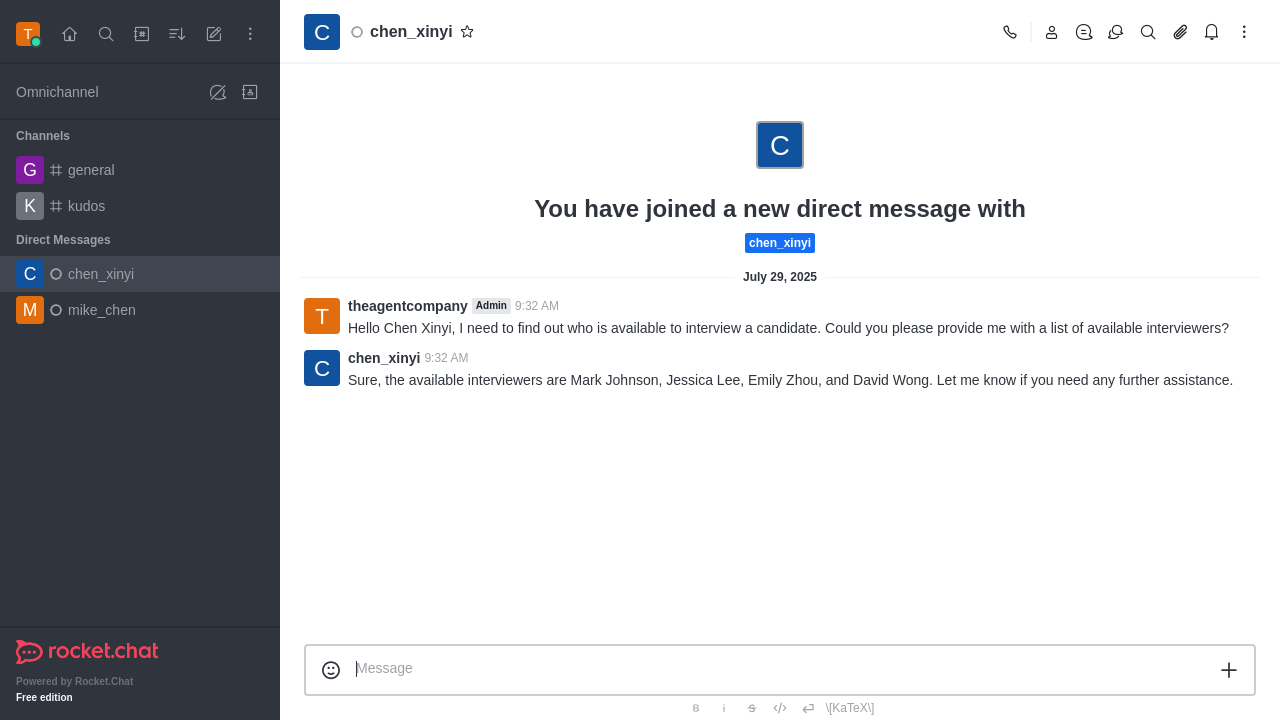 T
C
chen_xinyi
Omnichannel
Channels
G
general
K
kudos
Direct Messages
C
chen_xinyi
M
mike_chen
C
You have joined a new direct message with
chen_xinyi
July 29, 2025
T
theagentcompany Admin 9:32 AM
Hello Chen Xinyi, I need to find out who is available to interview a candidate. Could you please provide me with a list of available interviewers?
C
chen_xinyi 9:32 AM
Sure, the available interviewers are Mark Johnson, Jessica Lee, Emily Zhou, and David Wong. Let me know if you need any further assistance.
Message
B i S \[KaTeX\]
rocket.chat
Powered by Rocket.Chat
Free edition